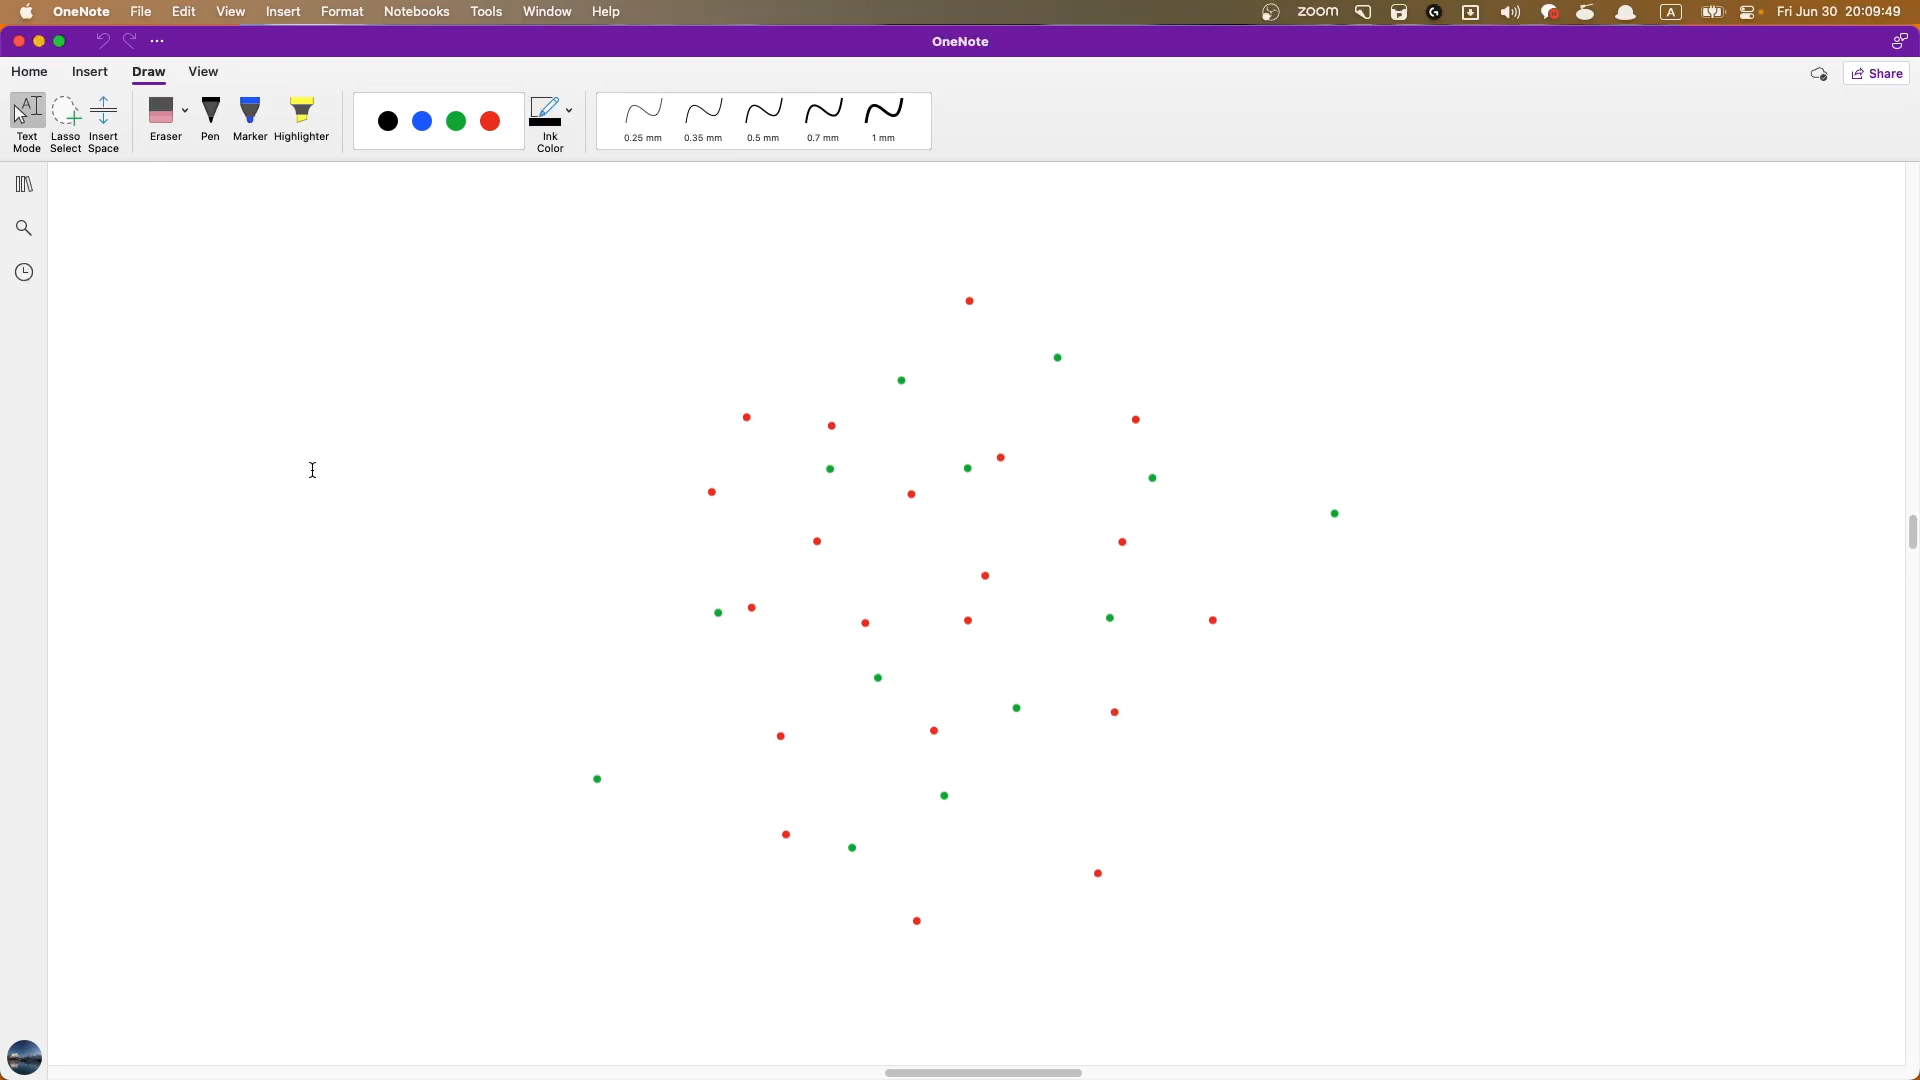 OneNote File Edit View Insert Format Notebooks Tools Window Help zoom A Fri Jun 30 20:09:49
OneNote
Home Insert Draw View Share
Text Mode
Lasso Select
Insert Space
Eraser
Pen
Marker
Highlighter
Ink Color
0.25 mm 0.35 mm 0.5 mm 0.7 mm 1 mm